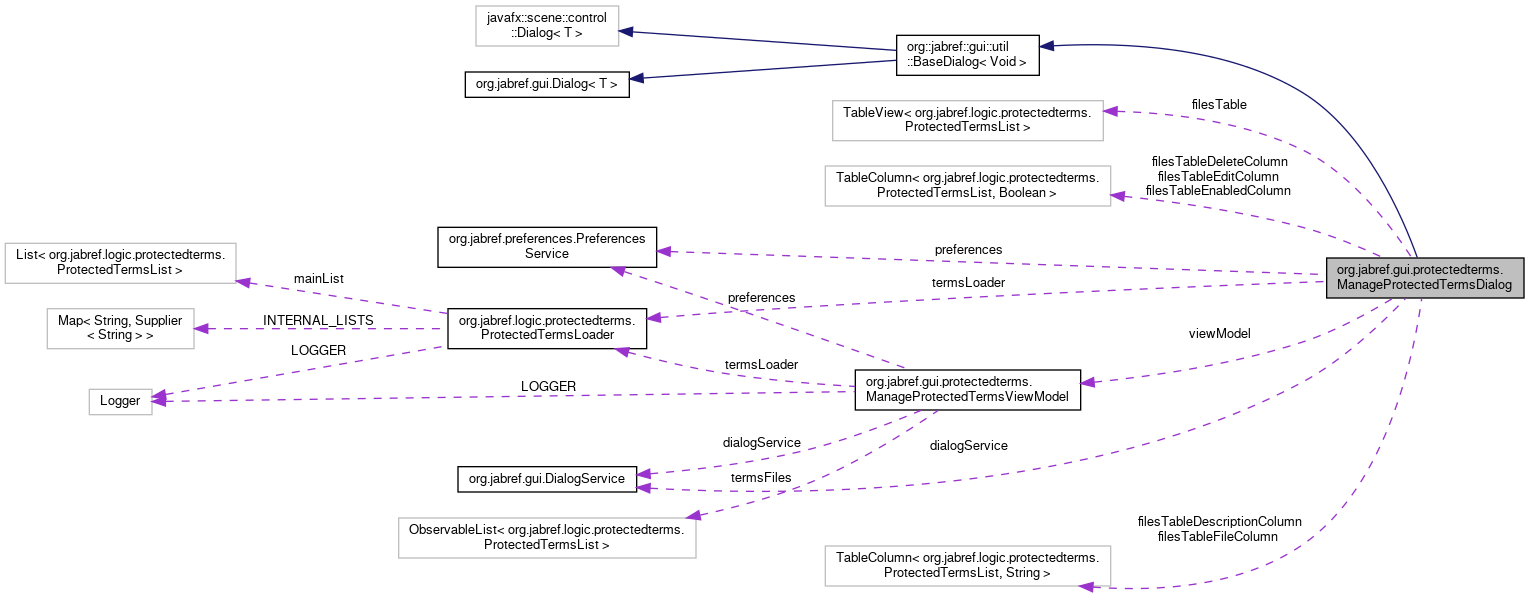 javafx::scene::control
::Dialog< T >
org::jabref::gui::util
::BaseDialog< Void >
org.jabref.gui.Dialog< T >
filesTable
TableView< org.jabref.logic.protectedterms.
ProtectedTermsList >
filesTableDeleteColumn
filesTableEditColumn
filesTableEnabledColumn
TableColumn< org.jabref.logic.protectedterms.
ProtectedTermsList, Boolean >
org.jabref.preferences.Preferences
Service
preferences
List< org.jabref.logic.protectedterms.
ProtectedTermsList >
mainList
termsLoader
org.jabref.gui.protectedterms.
ManageProtectedTermsDialog
preferences
Map< String, Supplier
< String > >
INTERNAL_LISTS
org.jabref.logic.protectedterms.
ProtectedTermsLoader
viewModel
LOGGER
termsLoader
LOGGER
Logger
org.jabref.gui.protectedterms.
ManageProtectedTermsViewModel
dialogService
dialogService
org.jabref.gui.DialogService
termsFiles
ObservableList< org.jabref.logic.protectedterms.
ProtectedTermsList >
filesTableDescriptionColumn
filesTableFileColumn
TableColumn< org.jabref.logic.protectedterms.
ProtectedTermsList, String >